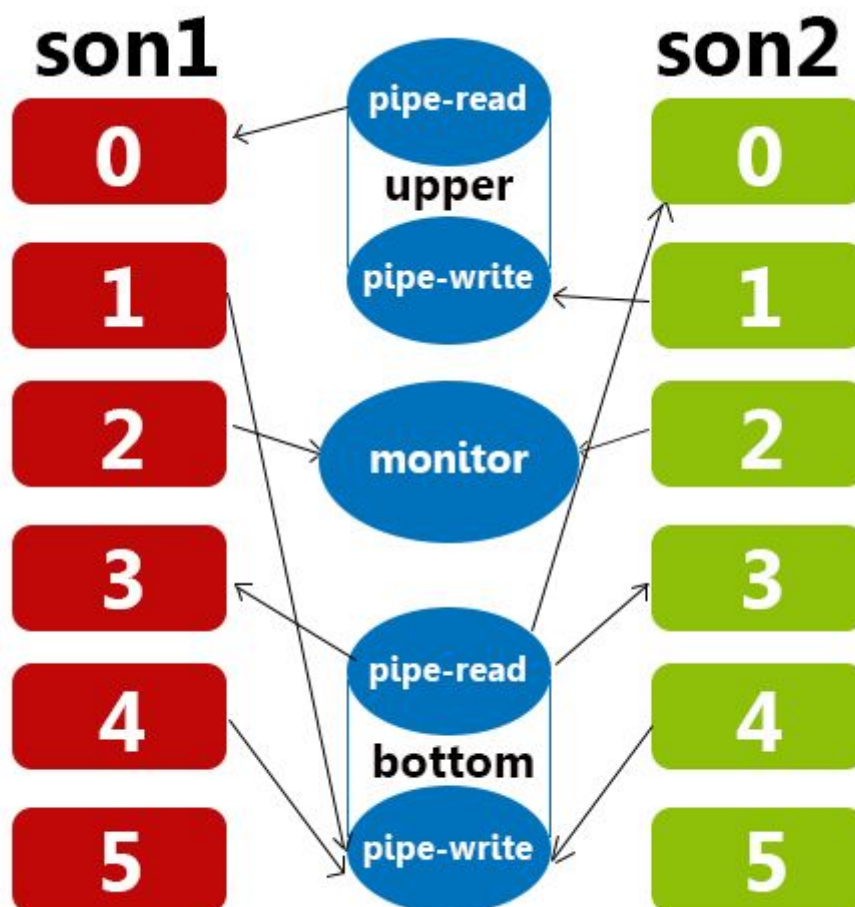 son1
son2
pipe-read
0
0
upper
pipe-write
1
1
2
monitor
2
3
3
pipe-read
4
bottom
4
pipe-write
5
5